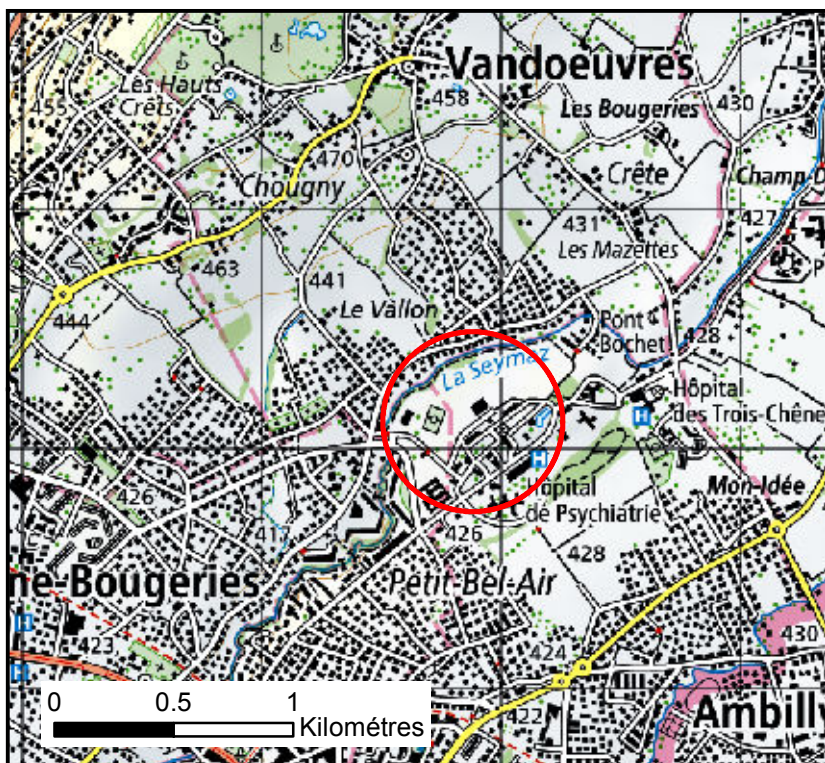 Vandoeuvres
Les Hauts
Crêts
455
458
Les Bougeries
430
470
Chougny
Crête
Champ-D
427
431
Les Mazettes
463
441
P
444
Le Vallon
Pont
Bochet
428
La Seymaz
Hôpital
des Trois-Chêne
H
H
426
Hôpital
de Psychiatrie
Mon-Idée
417
426
428
ne-Bougeries
Petit-Bel-Air
H
423
430
424
H
422
Ambilly
0
0.5
1
Kilométres